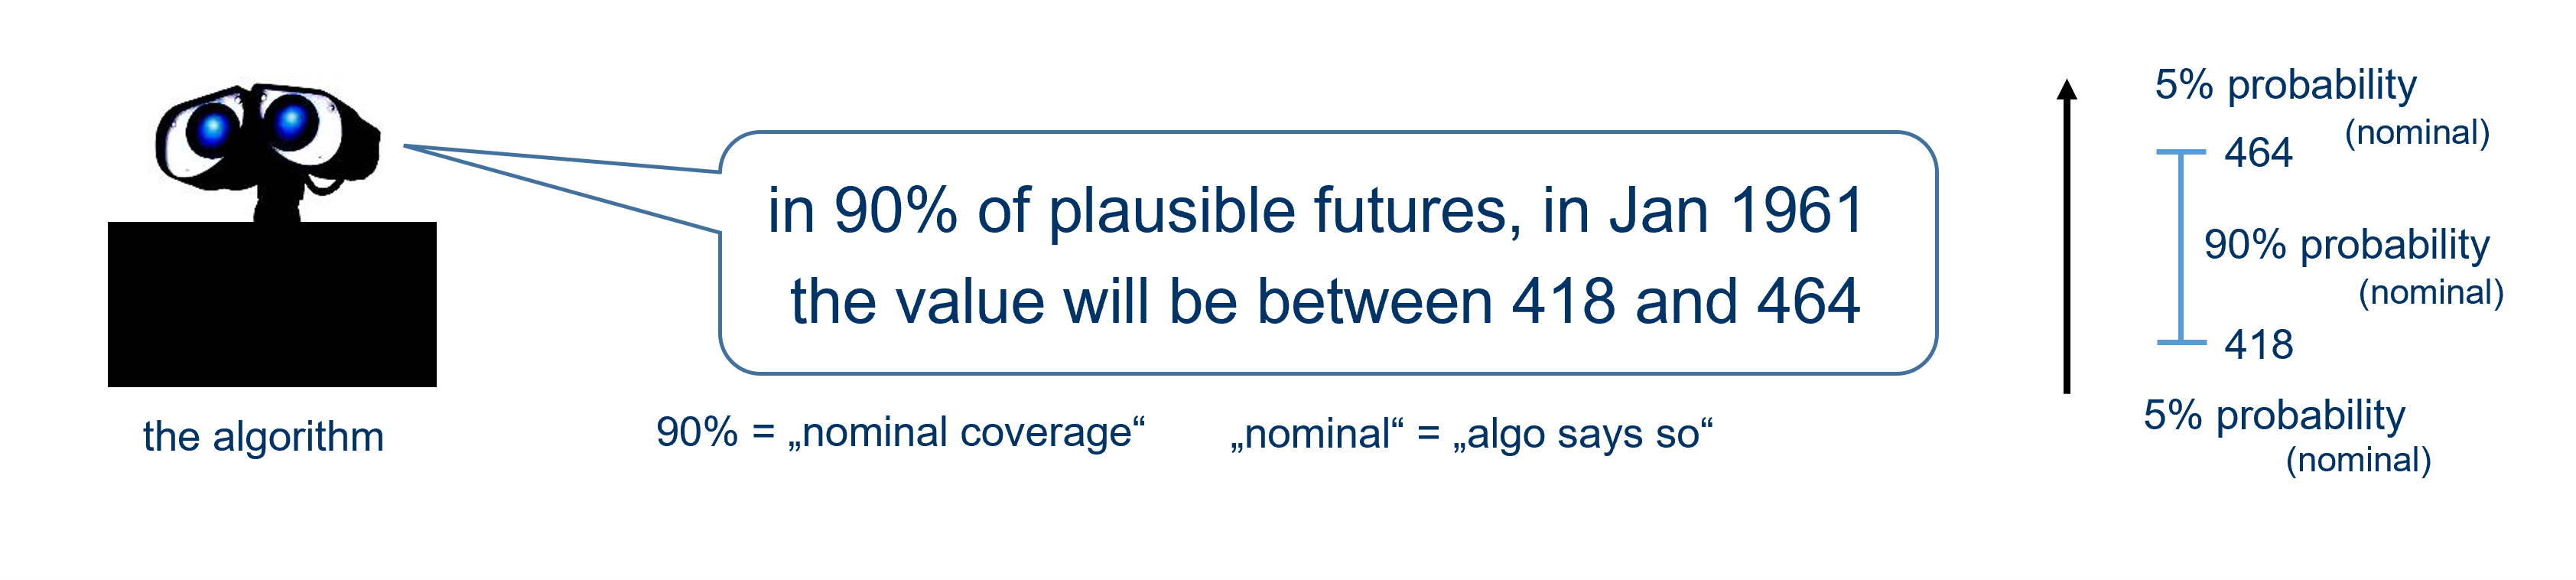 in 90% of plausible futures, in Jan 1961
the value will be between 418 and 464
the algorithm
90% = „nominal coverage“
„nominal“ = „algo says so“
5% probability
(nominal)
464
90% probability
(nominal)
418
5% probability
(nominal)